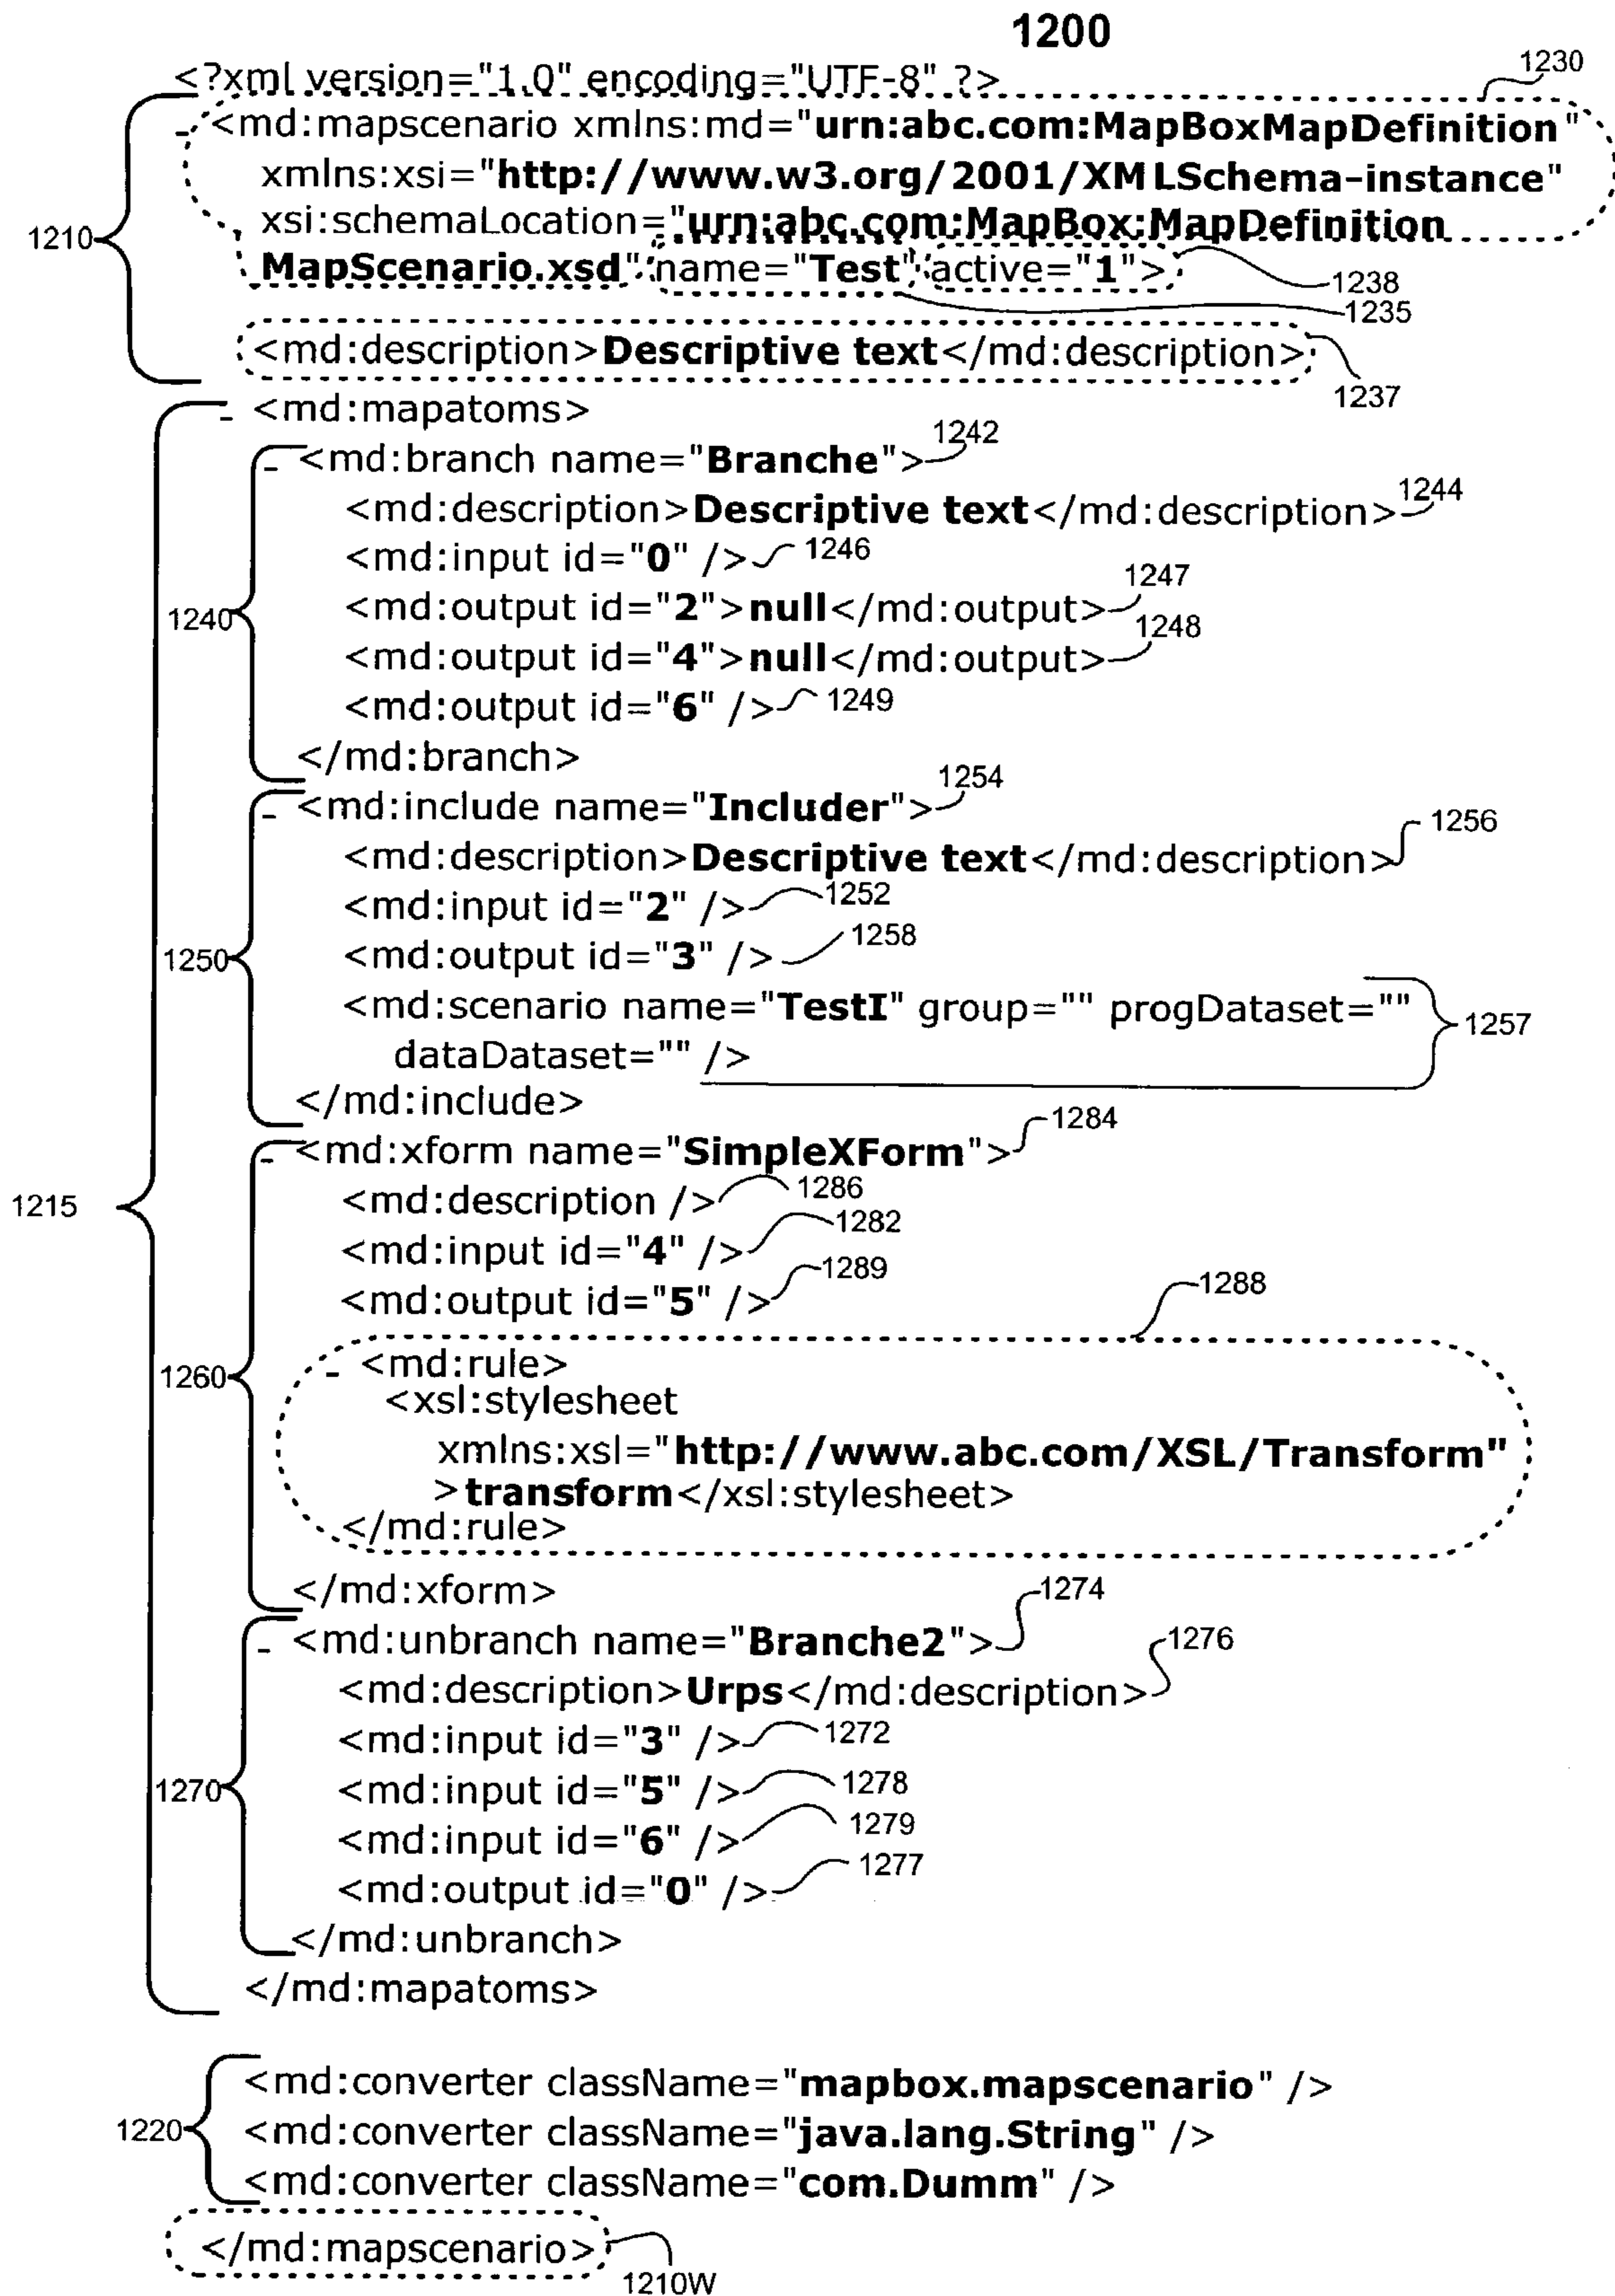 1200
<?xml version="1.0" encoding="UTF-8" ?>
1230
- <md:mapscenario xmlns:md="urn:abc.com:MapBoxMapDefinition"
xmlns:xsi="http://www.w3.org/2001/XMLSchema-instance"
1210
xsi:schemaLocation="urn:abc.com:MapBox:MapDefinition
MapScenario.xsd" name="Test" active="1">
1238
1235
<md:description>Descriptive text</md:description>
1237
- <md:mapatoms>
1242
- <md:branch name="Branche">
<md:description>Descriptive text</md:description> 1244
<md:input id="0" /> 1246
1240
<md:output id="2">null</md:output> 1247
<md:output id="4">null</md:output> 1248
<md:output id="6" /> 1249
</md:branch>
1254
- <md:include name="Includer">
<md:description>Descriptive text</md:description> 1256
<md:input id="2" /> 1252
1250
<md:output id="3" /> 1258
<md:scenario name="TestI" group="" progDataset=""
1257
dataDataset="" />
</md:include>
- <md:xform name="SimpleXForm"> 1284
1215
<md:description /> 1286
<md:input id="4" /> 1282
<md:output id="5" /> 1289
1288
1260
- <md:rule>
<xsl:stylesheet
xmlns:xsl="http://www.abc.com/XSL/Transform"
>transform</xsl:stylesheet>
</md:rule>
</md:xform>
1274
- <md:unbranch name="Branche2">
<md:description>Urps</md:description> 1276
<md:input id="3" /> 1272
1270
<md:input id="5" /> 1278
<md:input id="6" /> 1279
<md:output id="0" /> 1277
</md:unbranch>
</md:mapatoms>
<md:converter className="mapbox.mapscenario" />
1220
<md:converter className="java.lang.String" />
<md:converter className="com.Dumm" />
</md:mapscenario>
1210W